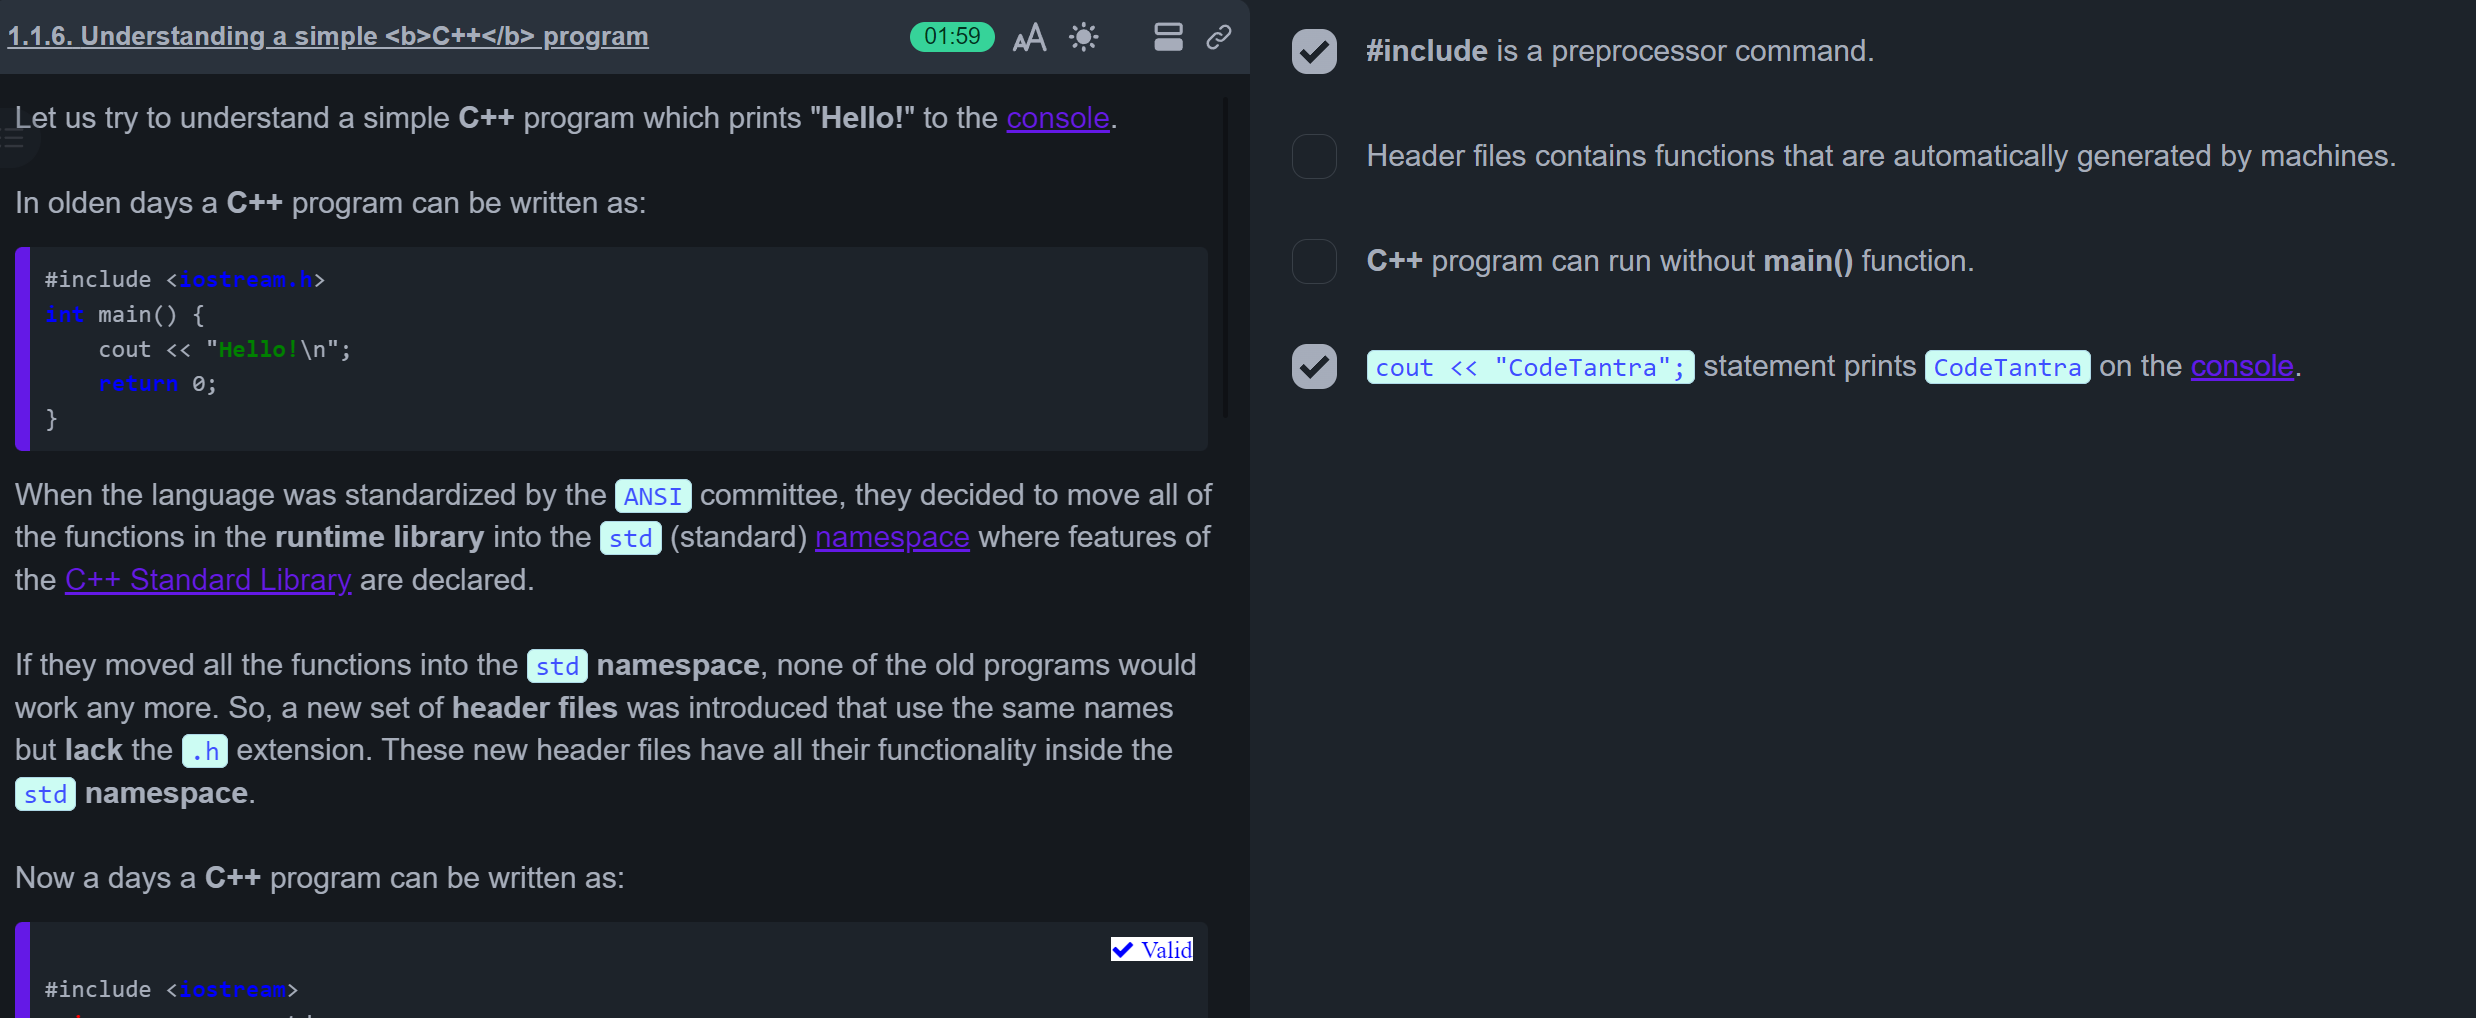 1.1.6. Understanding a simple <b>C++</b> program
01:59
Let us try to understand a simple C++ program which prints "Hello!" to the console.
In olden days a C++ program can be written as:
#include <iostream.h>
int main() {
    cout << "Hello!\n";
    return 0;
}
When the language was standardized by the ANSI committee, they decided to move all of
the functions in the runtime library into the std (standard) namespace where features of
the C++ Standard Library are declared.
If they moved all the functions into the std namespace, none of the old programs would
work any more. So, a new set of header files was introduced that use the same names
but lack the .h extension. These new header files have all their functionality inside the
std namespace.
Now a days a C++ program can be written as:
Valid
#include <iostream>
#include is a preprocessor command.
Header files contains functions that are automatically generated by machines.
C++ program can run without main() function.
cout << "CodeTantra"; statement prints CodeTantra on the console.